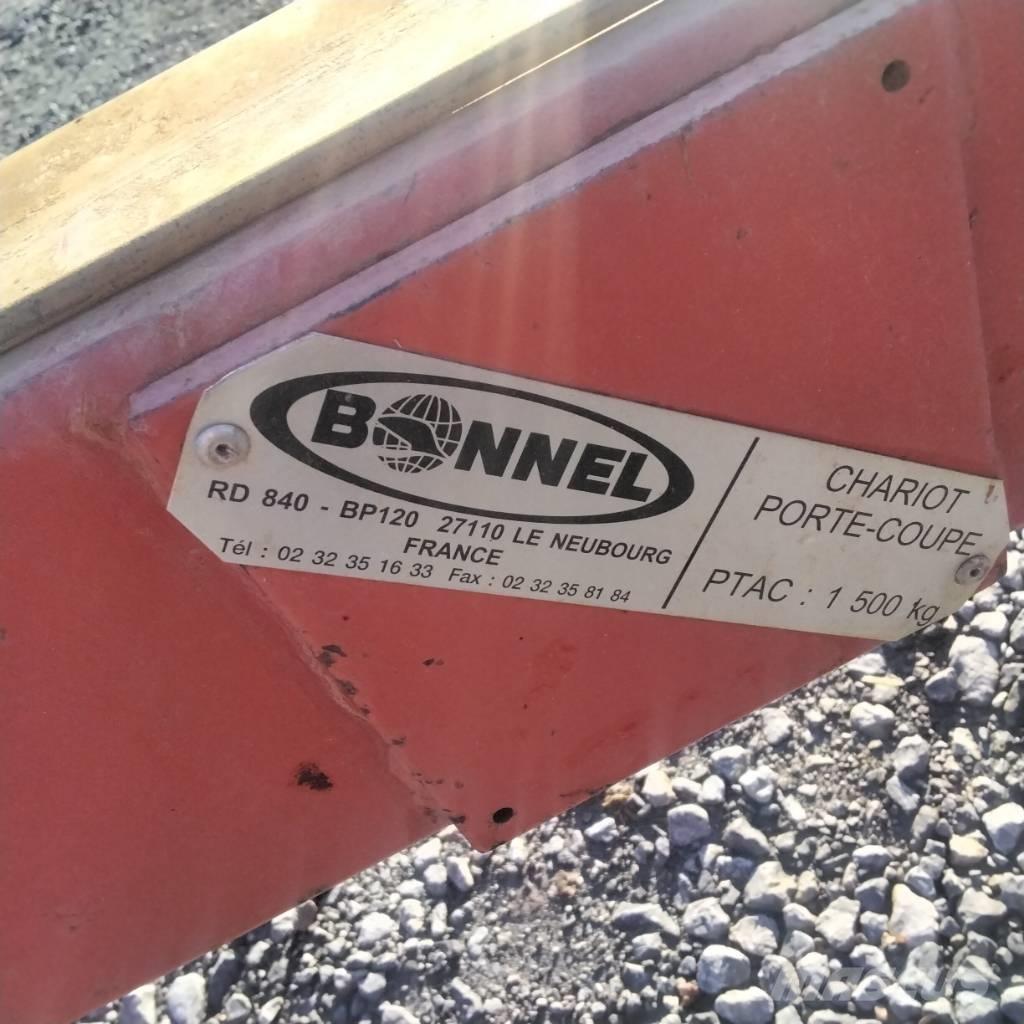 BONNEL
RD 840 - BP120 27110 LE NEUBOURG
FRANCE
Tél : 02 32 35 16 33 Fax : 02 32 35 81 84
CHARIOT
PORTE-COUPE
PTAC : 1 500 kg
MASCUS